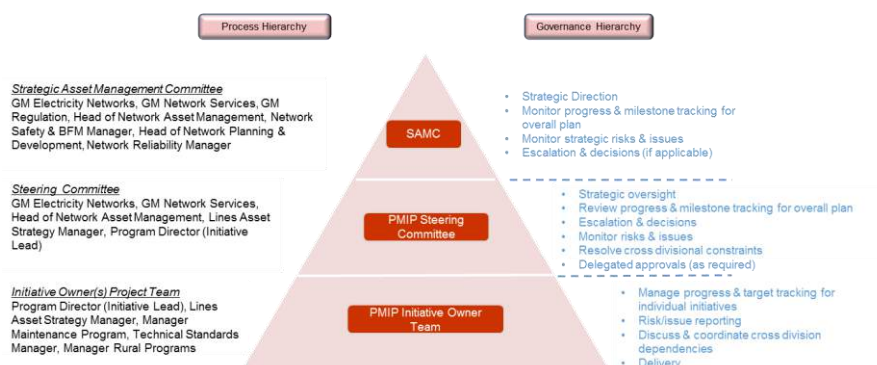 Process Hierarchy
Governance Hierarchy
Strategic Asset Management Committee
GM Electricity Networks, GM Network Services, GM
Regulation, Head of Network Asset Management, Network
Safety & BFM Manager, Head of Network Planning &
Development, Network Reliability Manager
SAMC
• Strategic Direction
• Monitor progress & milestone tracking for
overall plan
• Monitor strategic risks & issues
• Escalation & decisions (if applicable)
Steering Committee
GM Electricity Networks, GM Network Services,
Head of Network Asset Management, Lines Asset
Strategy Manager, Program Director (Initiative
Lead)
PMIP Steering
Committee
• Strategic oversight
• Review progress & milestone tracking for overall plan
• Escalation & decisions
• Monitor risks & issues
• Resolve cross divisional constraints
• Delegated approvals (as required)
Initiative Owner(s) Project Team
Program Director (Initiative Lead), Lines
Asset Strategy Manager, Manager
Maintenance Program, Technical Standards
Manager, Manager Rural Programs
PMIP Initiative Owner
Team
• Manage progress & target tracking for
individual initiatives
• Risk/issue reporting
• Discuss & coordinate cross division
dependencies
• Delivery